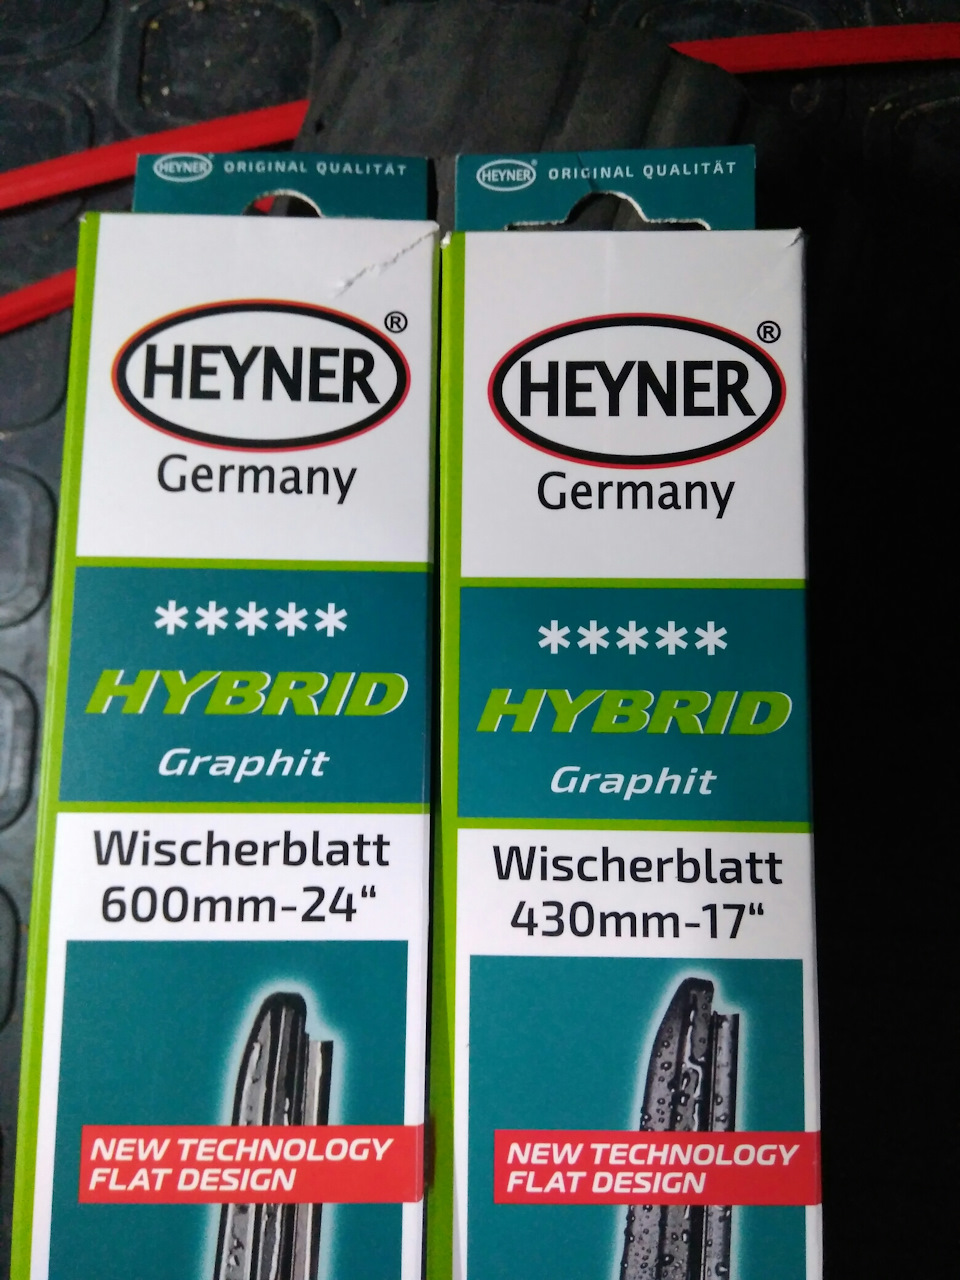 HEYNER® ORIGINAL QUALITÄT
HEYNER®
Germany
*****
HYBRID
Graphit
Wischerblatt
600mm-24“
NEW TECHNOLOGY
FLAT DESIGN
HEYNER® ORIGINAL QUALITÄT
HEYNER®
Germany
*****
HYBRID
Graphit
Wischerblatt
430mm-17“
NEW TECHNOLOGY
FLAT DESIGN